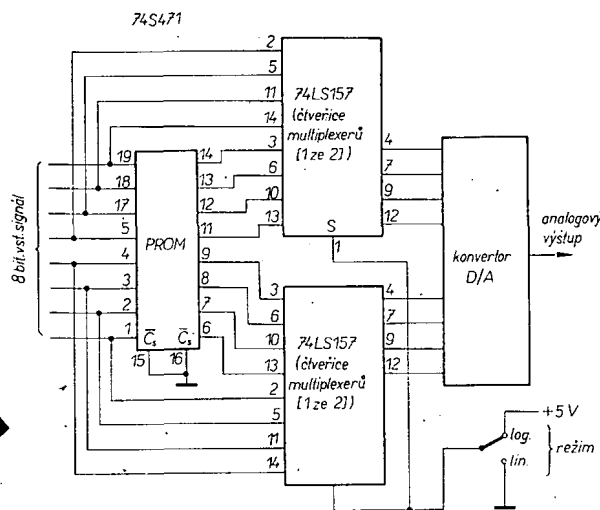 74S471
2
5
11
14
3
6
10
13
74LS157
(čtveřice
multiplexerů
[1 ze 2])
S
1
4
7
9
12
8 bit. vst. signál
19
18
17
5
4
3
2
1
PROM
14
13
12
11
9
8
7
6
C̅s C̅s
15 16
konvertor
D/A
analogový
výstup
3
6
10
13
2
5
11
14
74LS157
(čtveřice
multiplexerů
[1 ze 2])
4
7
9
12
+5 V
log.
lin.
režim